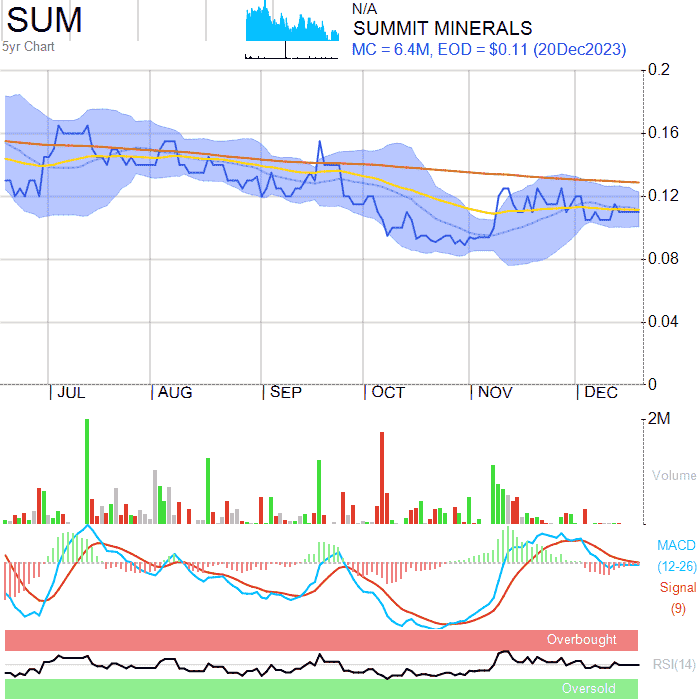 SUM
5yr Chart
N/A
SUMMIT MINERALS
MC = 6.4M, EOD = $0.11 (20Dec2023)
0.2
0.16
0.12
0.08
0.04
0
JUL AUG SEP OCT NOV DEC
2M
Volume
MACD
(12-26)
Signal
(9)
Overbought
RSI(14)
Oversold